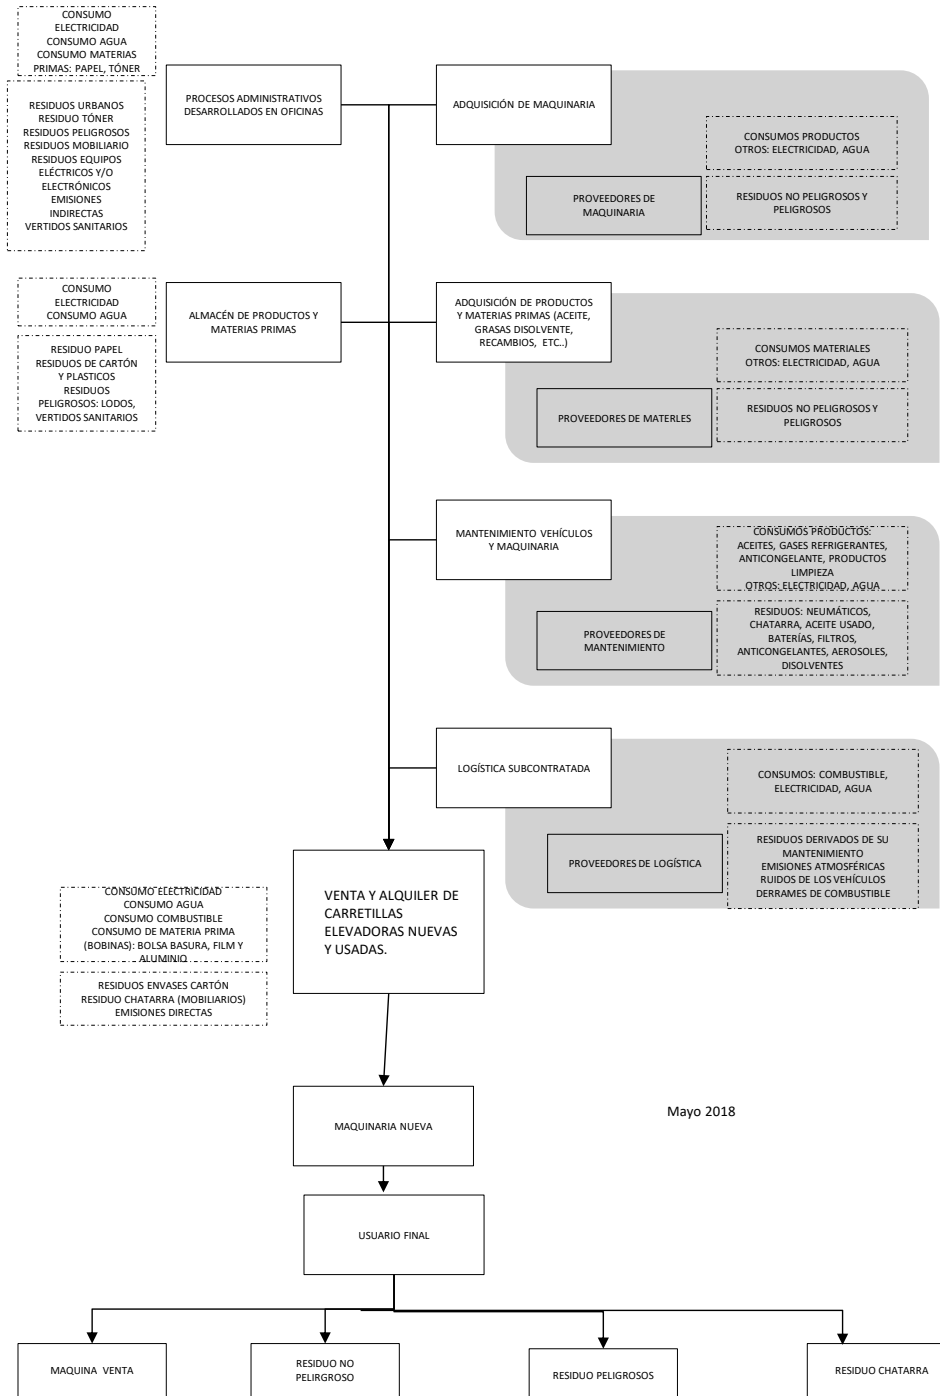 CONSUMO
ELECTRICIDAD
CONSUMO AGUA
CONSUMO MATERIAS
PRIMAS: PAPEL, TÓNER
RESIDUOS URBANOS
RESIDUO TÓNER
RESIDUOS PELIGROSOS
RESIDUOS MOBILIARIO
RESIDUOS EQUIPOS
ELÉCTRICOS Y/O
ELECTRÓNICOS
EMISIONES
INDIRECTAS
VERTIDOS SANITARIOS
PROCESOS ADMINISTRATIVOS
DESARROLLADOS EN OFICINAS
ADQUISIÓN DE MAQUINARIA
CONSUMOS PRODUCTOS
OTROS: ELECTRICIDAD, AGUA
PROVEEDORES DE
MAQUINARIA
RESIDUOS NO PELIGROSOS Y
PELIGROSOS
CONSUMO
ELECTRICIDAD
CONSUMO AGUA
RESIDUO PAPEL
RESIDUOS DE CARTÓN
Y PLASTICOS
RESIDUOS
PELIGROSOS: LODOS,
VERTIDOS SANITARIOS
ALMACÉN DE PRODUCTOS Y
MATERIAS PRIMAS
ADQUISIÓN DE PRODUCTOS
Y MATERIAS PRIMAS (ACEITE,
GRASAS DISOLVENTE,
RECAMBIOS, ETC..)
CONSUMOS MATERIALES
OTROS: ELECTRICIDAD, AGUA
PROVEEDORES DE MATERLES
RESIDUOS NO PELIGROSOS Y
PELIGROSOS
MANTENIMIENTO VEHÍCULOS
Y MAQUINARIA
CONSUMOS PRODUCTOS:
ACEITES, GASES REFRIGERANTES,
ANTICONGELANTE, PRODUCTOS
LIMPIEZA
OTROS: ELECTRICIDAD, AGUA
PROVEEDORES DE
MANTENIMIENTO
RESIDUOS: NEUMÁTICOS,
CHATARRA, ACEITE USADO,
BATERÍAS, FILTROS,
ANTICONGELANTES, AEROSOLES,
DISOLVENTES
LOGÍSTICA SUBCONTRATADA
CONSUMOS: COMBUSTIBLE,
ELECTRICIDAD, AGUA
PROVEEDORES DE LOGÍSTICA
RESIDUOS DERIVADOS DE SU
MANTENIMIENTO
EMISIONES ATMOSFÉRICAS
RUIDOS DE LOS VEHÍCULOS
DERRAMES DE COMBUSTIBLE
CONSUMO ELECTRICIDAD
CONSUMO AGUA
CONSUMO COMBUSTIBLE
CONSUMO DE MATERIA PRIMA
(BOBINAS): BOLSA BASURA, FILM Y
ALUMINIO
RESIDUOS ENVASES CARTÓN
RESIDUO CHATARRA (MOBILIARIOS)
EMISIONES DIRECTAS
VENTA Y ALQUILER DE
CARRETILLAS
ELEVADORAS NUEVAS
Y USADAS.
MAQUINARIA NUEVA
Mayo 2018
USUARIO FINAL
MAQUINA VENTA
RESIDUO NO
PELIRGROSO
RESIDUO PELIGROSOS
RESIDUO CHATARRA